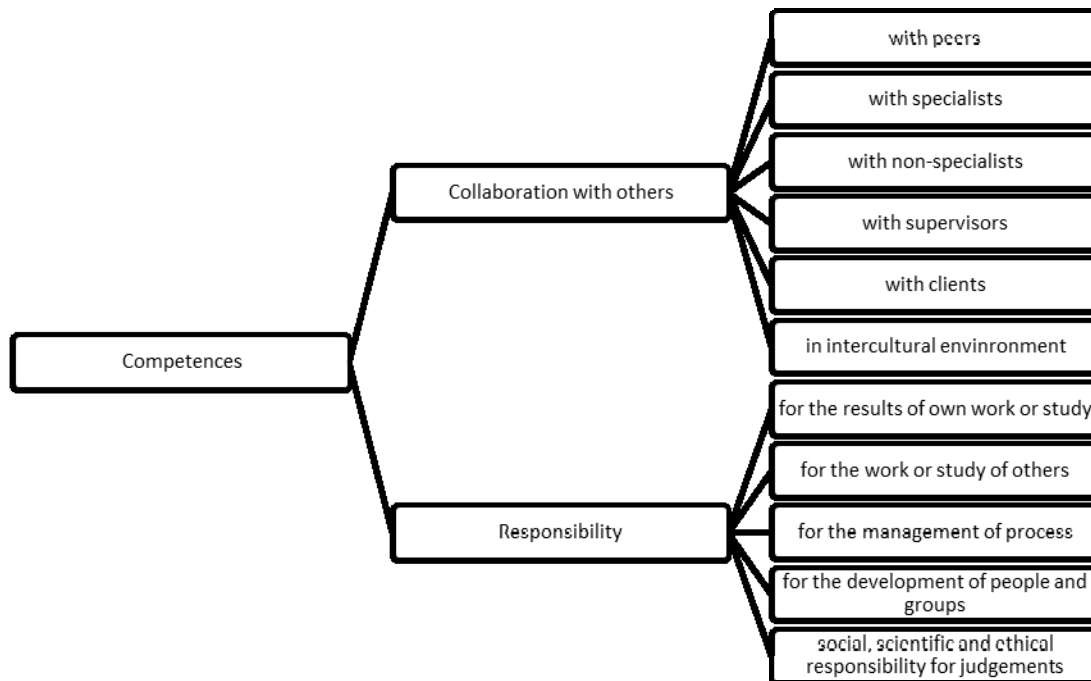 with peers
with specialists
with non-specialists
Collaboration with others
with supervisors
with clients
in intercultural envinronment
Competences
for the results of own work or study
for the work or study of others
Responsibility
for the management of process
for the development of people and
groups
social, scientific and ethical
responsibility for judgements